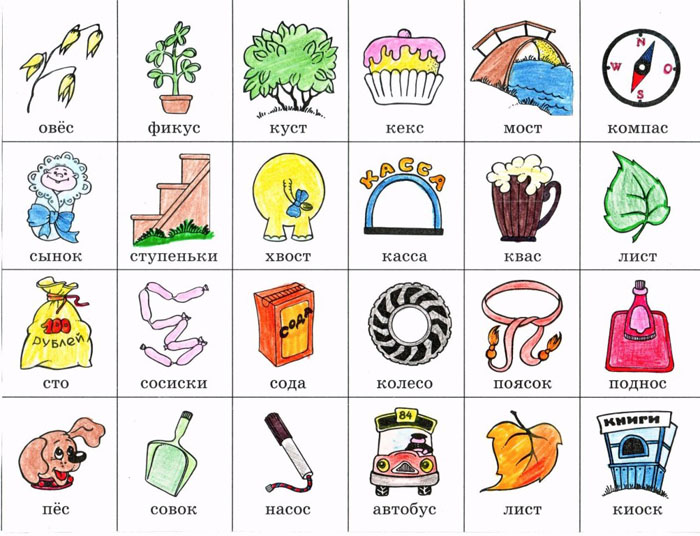 овёс
фикус
куст
кекс
мост
N
W
O
S
компас
сынок
ступеньки
хвост
КАССА
касса
квас
лист
100
РУБЛЕЙ
сто
сосиски
СОДА
сода
колесо
поясок
поднос
пёс
совок
насос
84
автобус
лист
КНИГИ
киоск